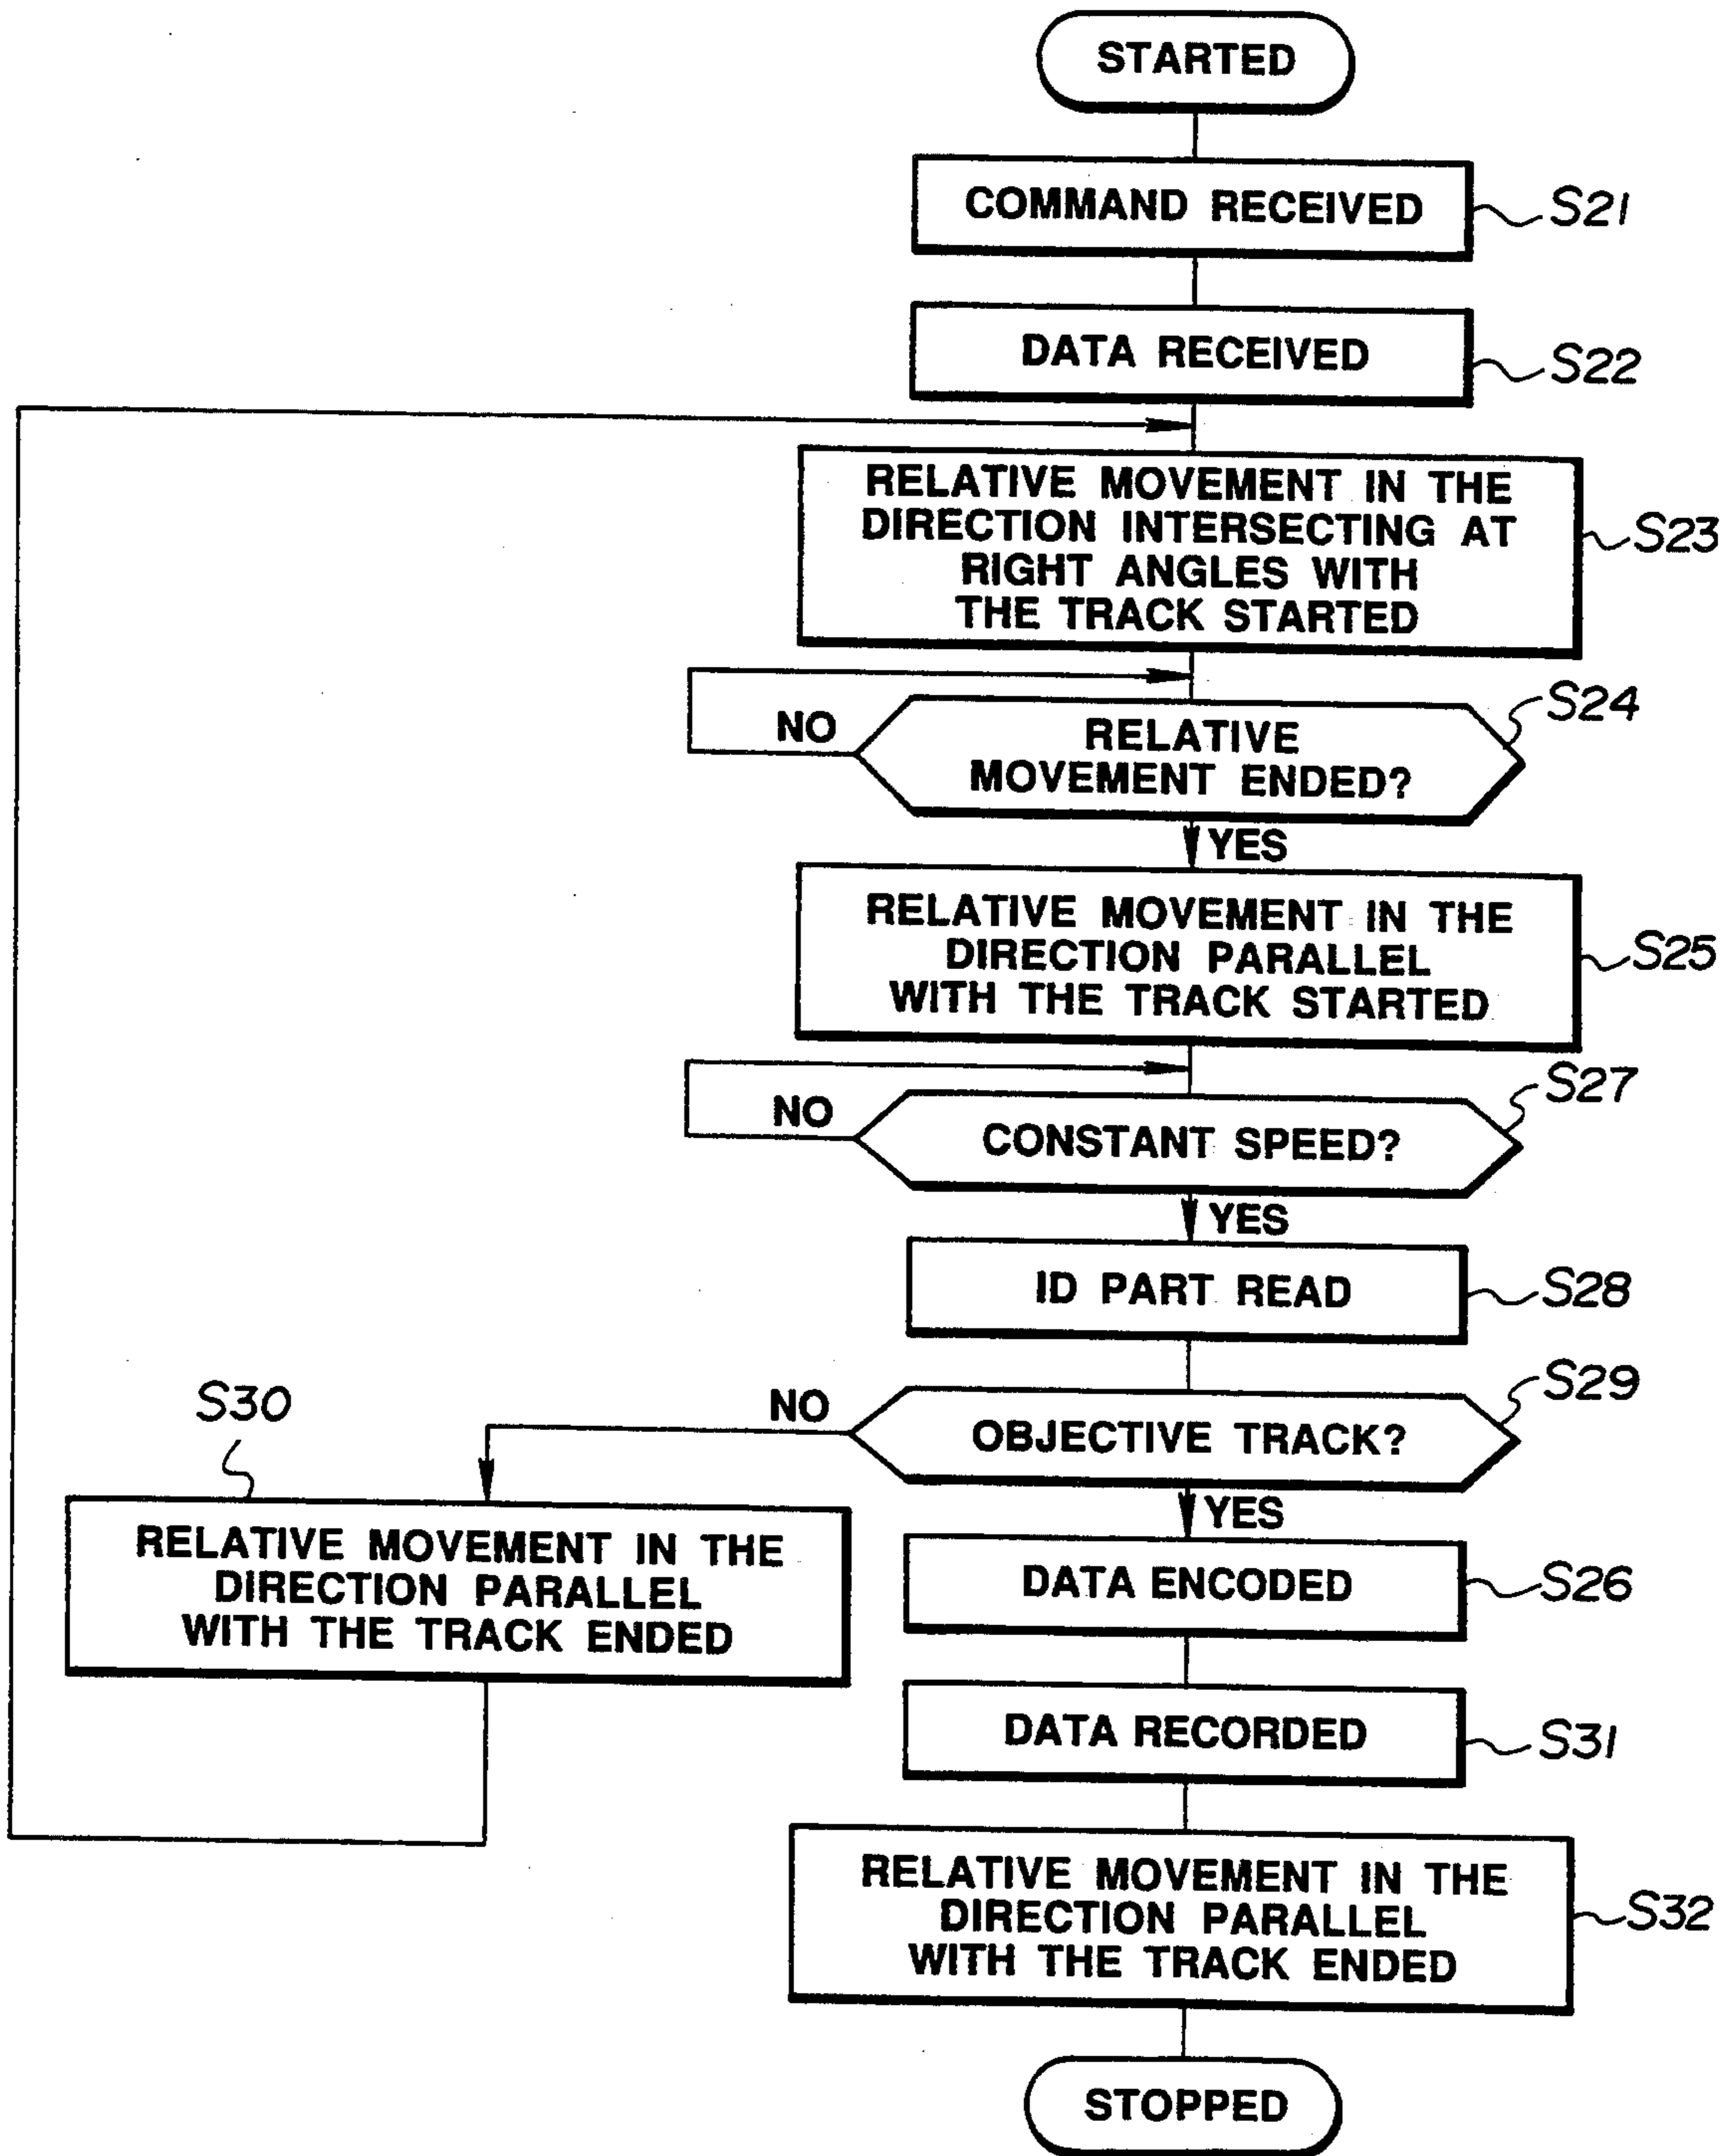 STARTED
COMMAND RECEIVED
S21
DATA RECEIVED
S22
RELATIVE MOVEMENT IN THE
DIRECTION INTERSECTING AT
RIGHT ANGLES WITH
THE TRACK STARTED
S23
S24
NO
RELATIVE
MOVEMENT ENDED?
YES
RELATIVE MOVEMENT IN THE
DIRECTION PARALLEL
WITH THE TRACK STARTED
S25
S27
NO
CONSTANT SPEED?
YES
ID PART READ
S28
S29
NO
OBJECTIVE TRACK?
S30
YES
RELATIVE MOVEMENT IN THE
DIRECTION PARALLEL
WITH THE TRACK ENDED
DATA ENCODED
S26
DATA RECORDED
S31
RELATIVE MOVEMENT IN THE
DIRECTION PARALLEL
WITH THE TRACK ENDED
S32
STOPPED